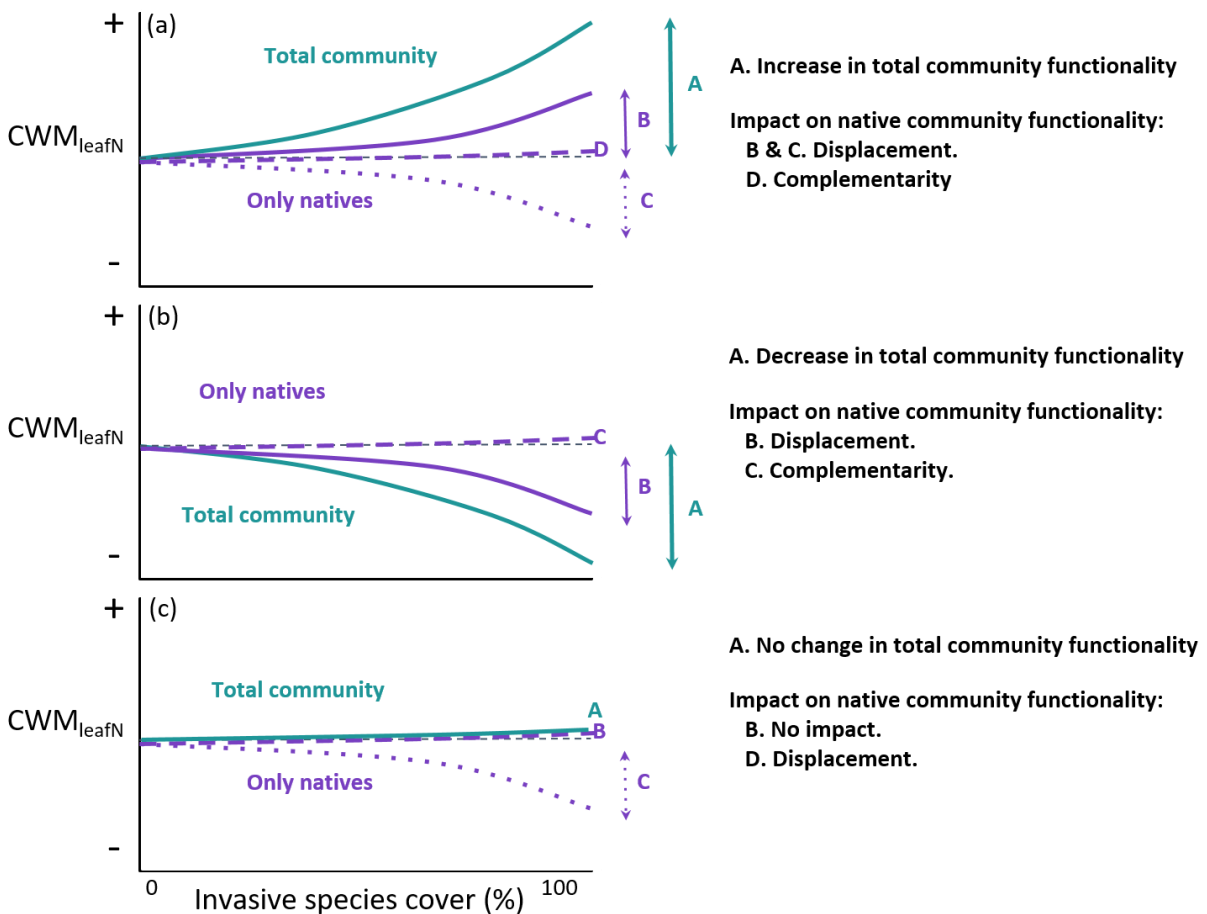 +
(a)
Total community
A
A. Increase in total community functionality
B
Impact on native community functionality:
CWMleafN
D
B & C. Displacement.
D. Complementarity
Only natives
C
-
+
(b)
A. Decrease in total community functionality
Only natives
Impact on native community functionality:
CWMleafN
C
B. Displacement.
C. Complementarity.
B
A
Total community
-
+
(c)
A. No change in total community functionality
Total community
Impact on native community functionality:
A
CWMleafN
B
B. No impact.
D. Displacement.
Only natives
C
-
0
100
Invasive species cover (%)